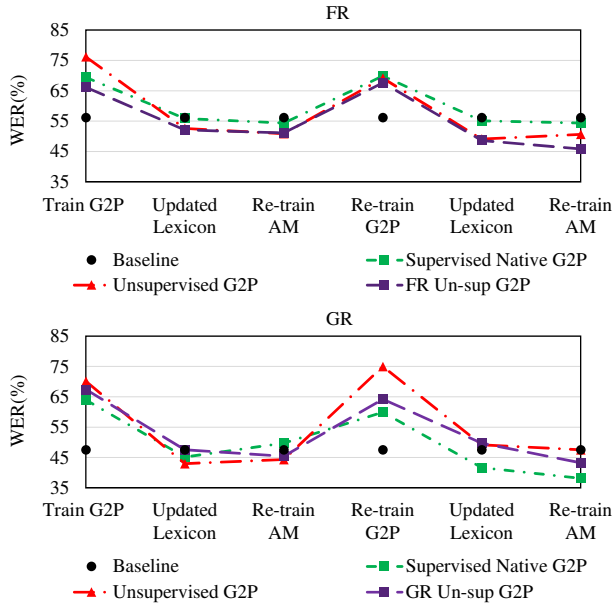 FR
85
75
65
55
45
35
WER(%)
Train G2P Updated Lexicon Re-train AM Re-train G2P Updated Lexicon Re-train AM
Baseline Supervised Native G2P
Unsupervised G2P FR Un-sup G2P
GR
85
75
65
55
45
35
WER(%)
Train G2P Updated Lexicon Re-train AM Re-train G2P Updated Lexicon Re-train AM
Baseline Supervised Native G2P
Unsupervised G2P GR Un-sup G2P